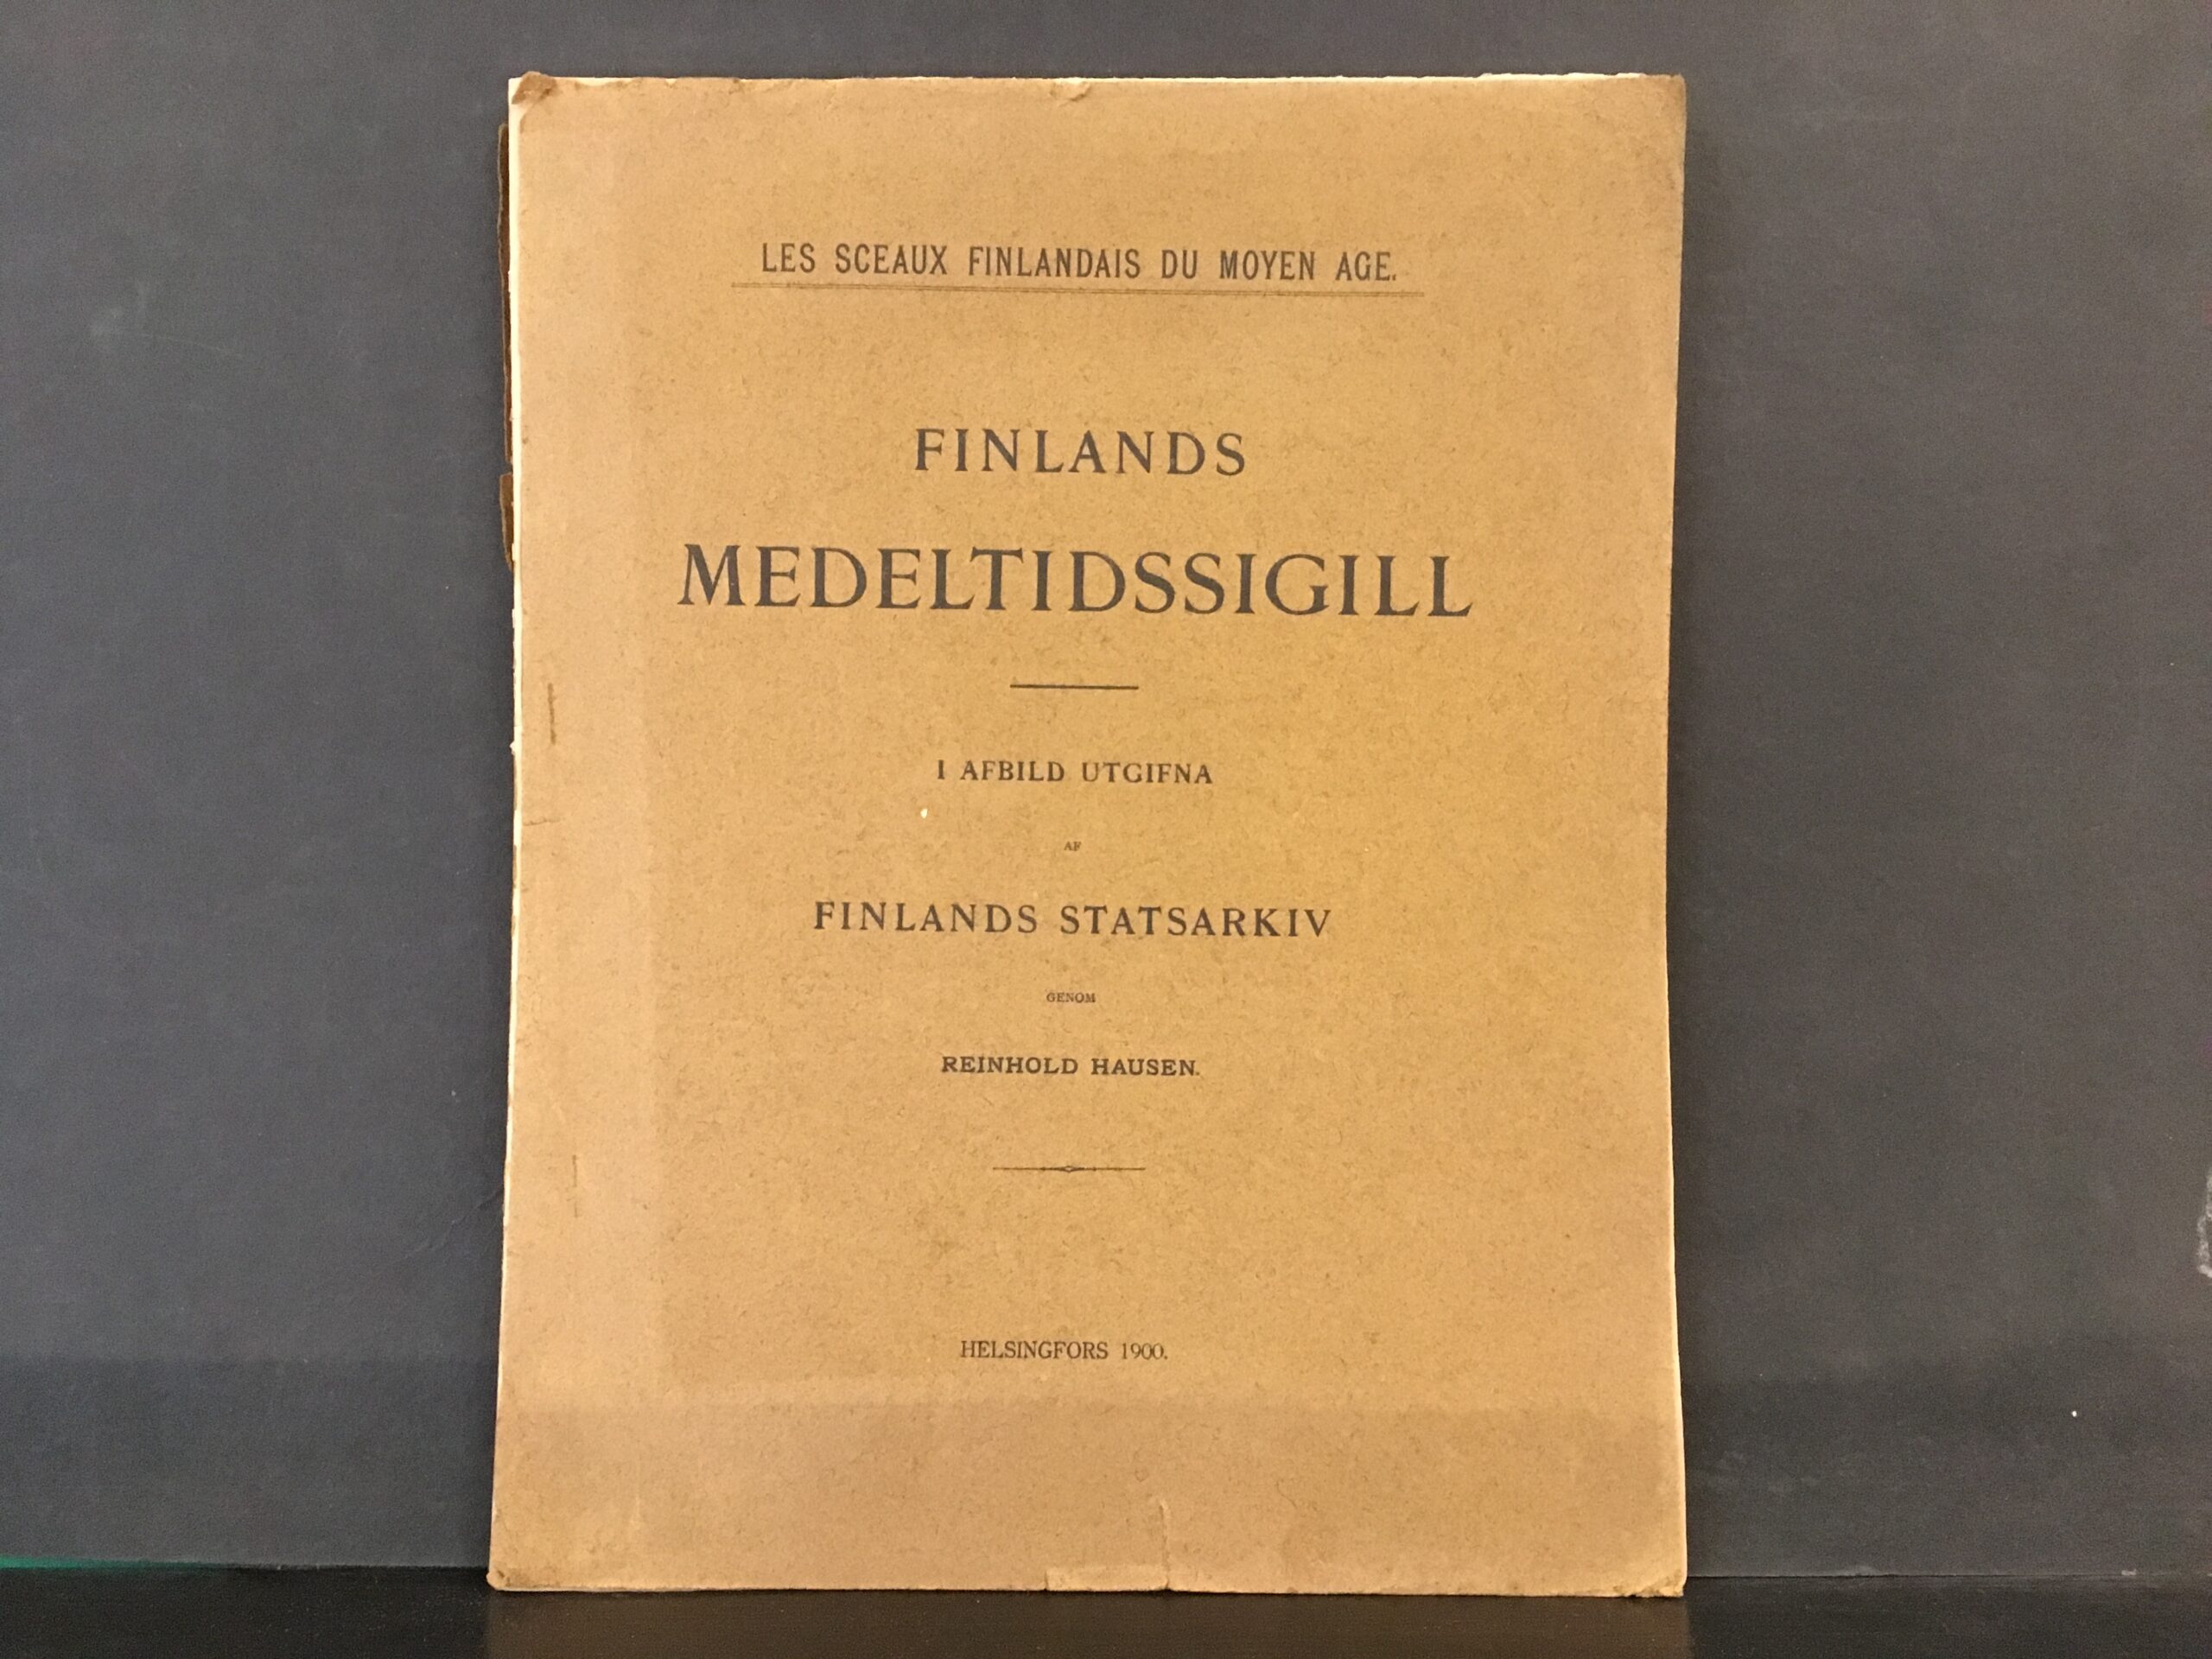 LES SCEAUX FINLANDAIS DU MOYEN AGE.
FINLANDS
MEDELTIDSSIGILL
I AFBILD UTGIFNA
AF
FINLANDS STATSARKIV
GENOM
REINHOLD HAUSEN.
HELSINGFORS 1900.